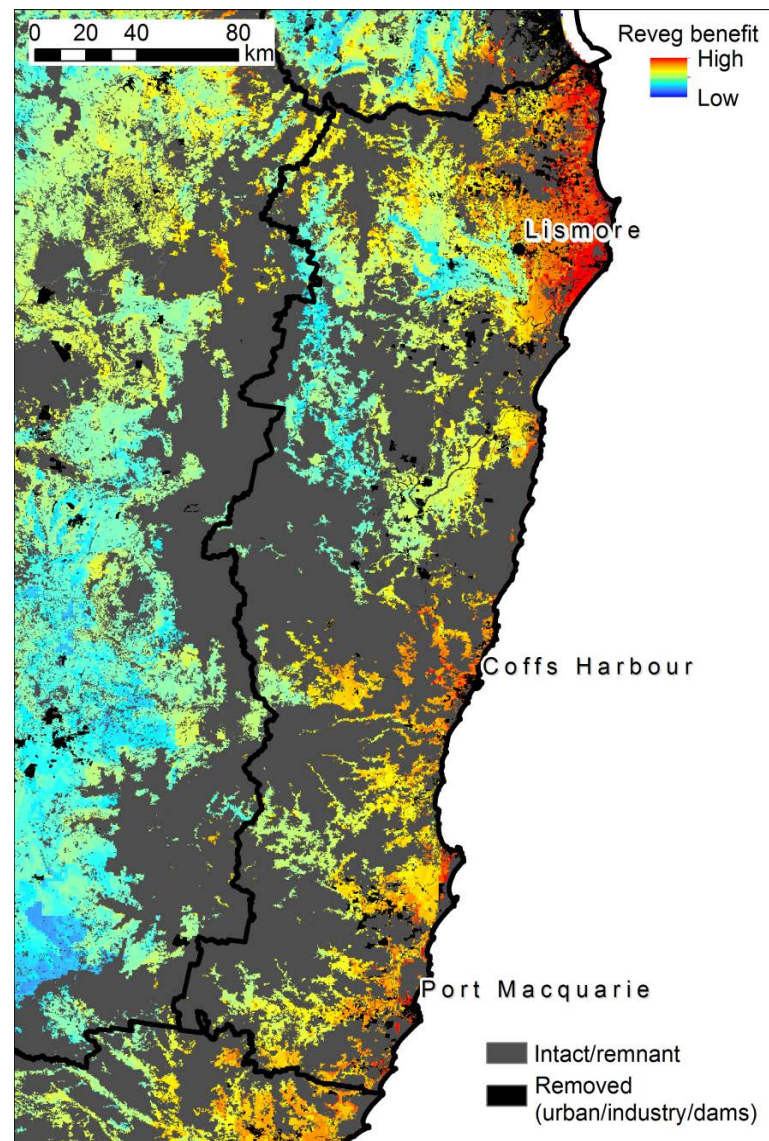 0 20 40 80
km
Reveg benefit
High
Low
Lismore
Coffs Harbour
Port Macquarie
Intact/remnant
Removed
(urban/industry/dams)